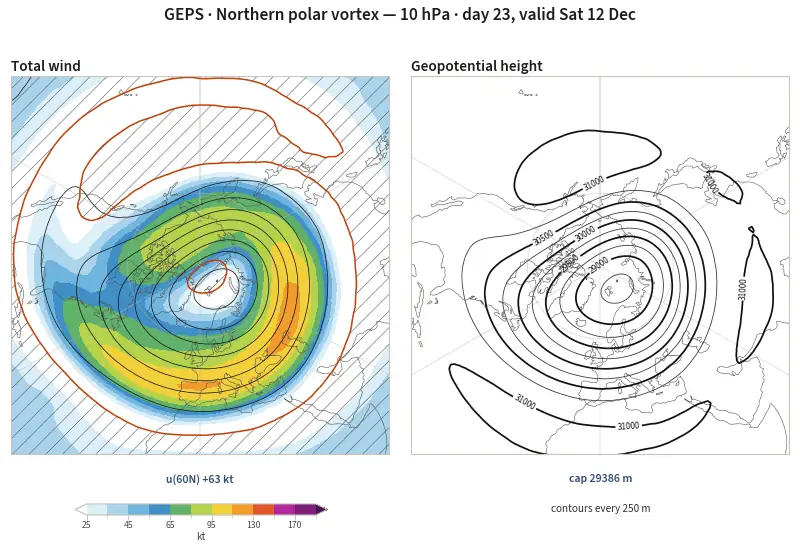 GEPS · Northern polar vortex — 10 hPa · day 23, valid Sat 12 Dec
Total wind
Geopotential height
31000
31000
30500
30000
29000
31000
31000
31000
u(60N) +63 kt
cap 29386 m
contours every 250 m
25 45 65 95 130 170
kt